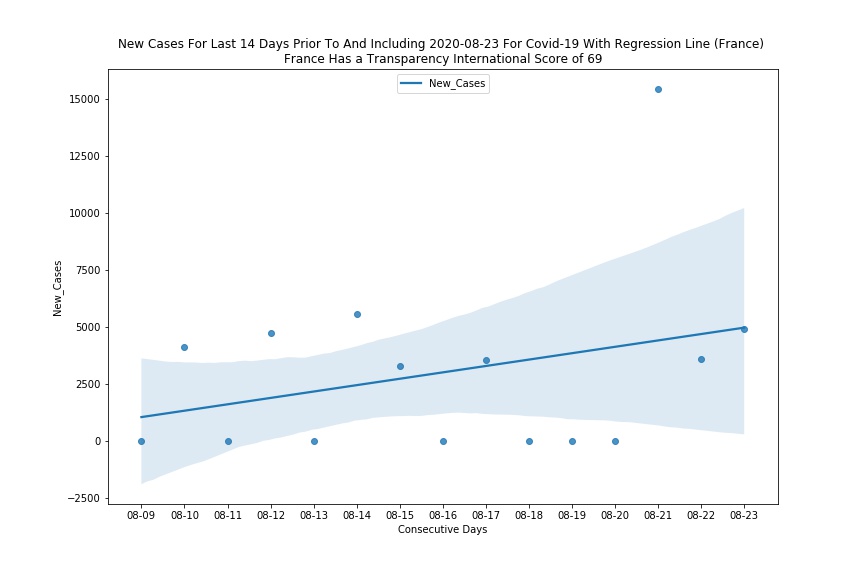 New Cases For Last 14 Days Prior To And Including 2020-08-23 For Covid-19 With Regression Line (France)
France Has a Transparency International Score of 69
New_Cases
15000
12500
10000
7500
5000
2500
0
−2500
New_Cases
08-09 08-10 08-11 08-12 08-13 08-14 08-15 08-16 08-17 08-18 08-19 08-20 08-21 08-22 08-23
Consecutive Days